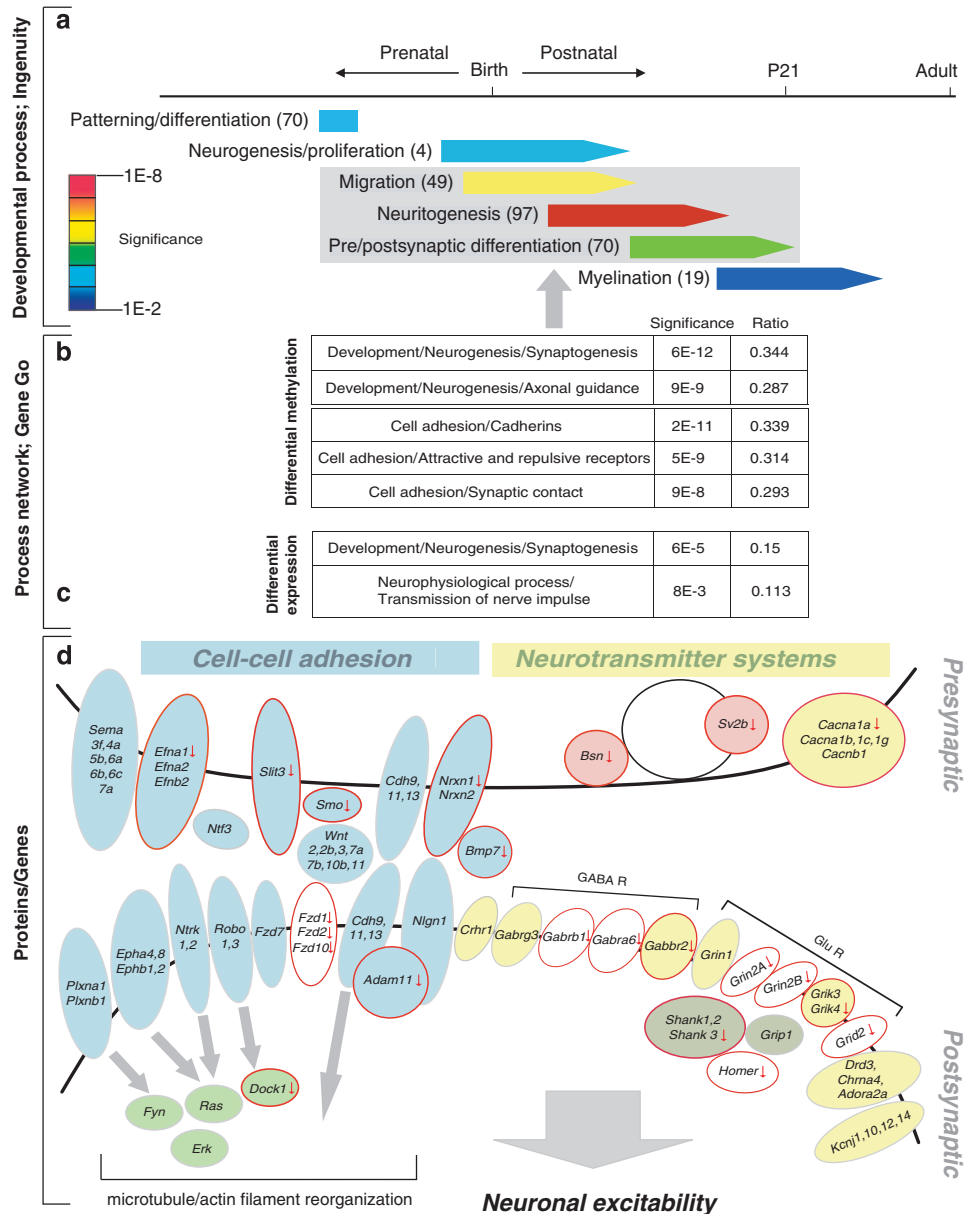 a
Developmental process; Ingenuity
Prenatal
Postnatal
Birth
P21
Adult
Patterning/differentiation (70)
Neurogenesis/proliferation (4)
Migration (49)
Neuritogenesis (97)
Pre/postsynaptic differentiation (70)
Myelination (19)
1E-8
Significance
1E-2
b
Process network; Gene Go
Significance Ratio
Differential methylation
Development/Neurogenesis/Synaptogenesis 6E-12 0.344
Development/Neurogenesis/Axonal guidance 9E-9 0.287
Cell adhesion/Cadherins 2E-11 0.339
Cell adhesion/Attractive and repulsive receptors 5E-9 0.314
Cell adhesion/Synaptic contact 9E-8 0.293
c
Differential
expression
Development/Neurogenesis/Synaptogenesis 6E-5 0.15
Neurophysiological process/
Transmission of nerve impulse 8E-3 0.113
d
Proteins/Genes
Cell-cell adhesion
Neurotransmitter systems
Presynaptic
Sema
3f,4a
5b,6a
6b,6c
7a
Efna1↓
Efna2
Efnb2
Ntf3
Slit3↓
Smo↓
Wnt
2,2b,3,7a
7b,10b,11
Cdh9,
11,13
Nrxn1↓
Nrxn2
Bmp7↓
Bsn↓
Sv2b↓
Cacna1a↓
Cacna1b,1c,1g
Cacnb1
Plxna1
Plxnb1
Epha4,8
Ephb1,2
Ntrk
1,2
Robo
1,3
Fzd7
Fzd1↓
Fzd2↓
Fzd10↓
Cdh9,
11,13
Adam11↓
Nlgn1
Crhr1
GABA R
Gabrg3
Gabrb1↓
Gabra6↓
Gabbr2↓
Glu R
Grin1
Grin2A↓
Grin2B↓
Grik3
Grik4↓
Grid2↓
Shank1,2
Shank 3↓
Grip1
Homer↓
Drd3,
Chrna4,
Adora2a
Kcnj1,10,12,14
Postsynaptic
Fyn
Ras
Dock1↓
Erk
microtubule/actin filament reorganization
Neuronal excitability